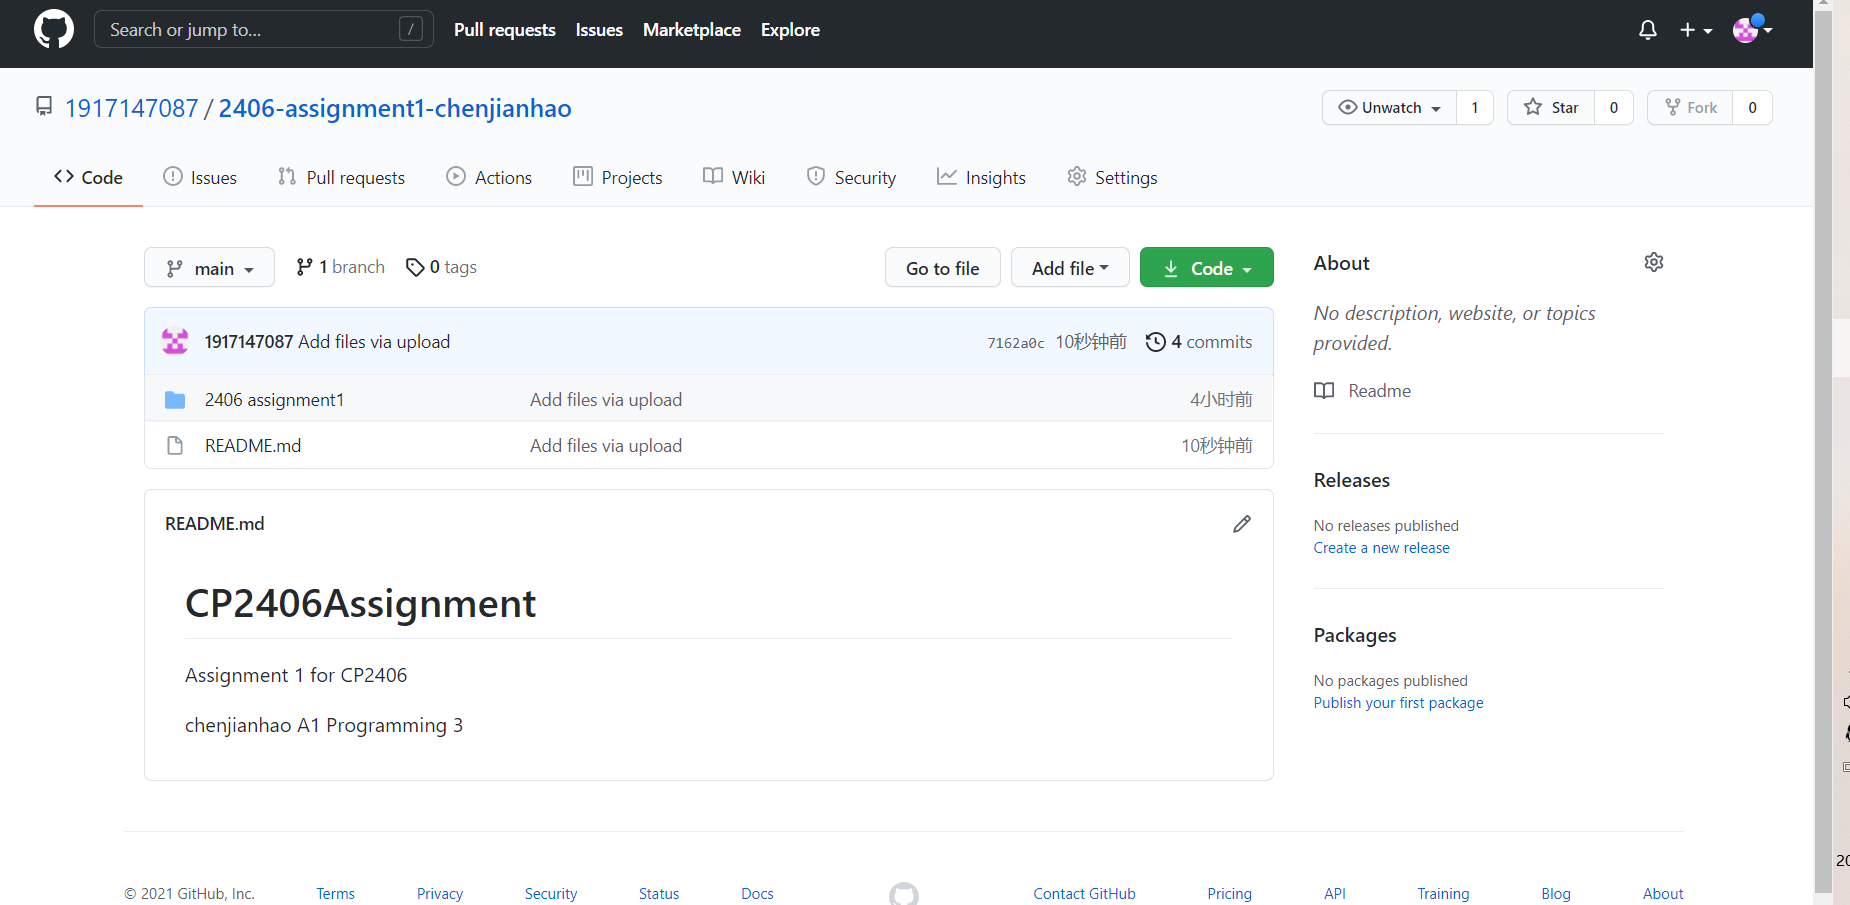 Search or jump to... / Pull requests Issues Marketplace Explore
1917147087 / 2406-assignment1-chenjianhao Unwatch 1 Star 0 Fork 0
Code Issues Pull requests Actions Projects Wiki Security Insights Settings
main 1 branch 0 tags Go to file Add file Code
1917147087 Add files via upload 7162a0c 10秒钟前 4 commits
2406 assignment1 Add files via upload 4小时前
README.md Add files via upload 10秒钟前
README.md
CP2406Assignment
Assignment 1 for CP2406
chenjianhao A1 Programming 3
About
No description, website, or topics
provided.
Readme
Releases
No releases published
Create a new release
Packages
No packages published
Publish your first package
20
© 2021 GitHub, Inc. Terms Privacy Security Status Docs Contact GitHub Pricing API Training Blog About